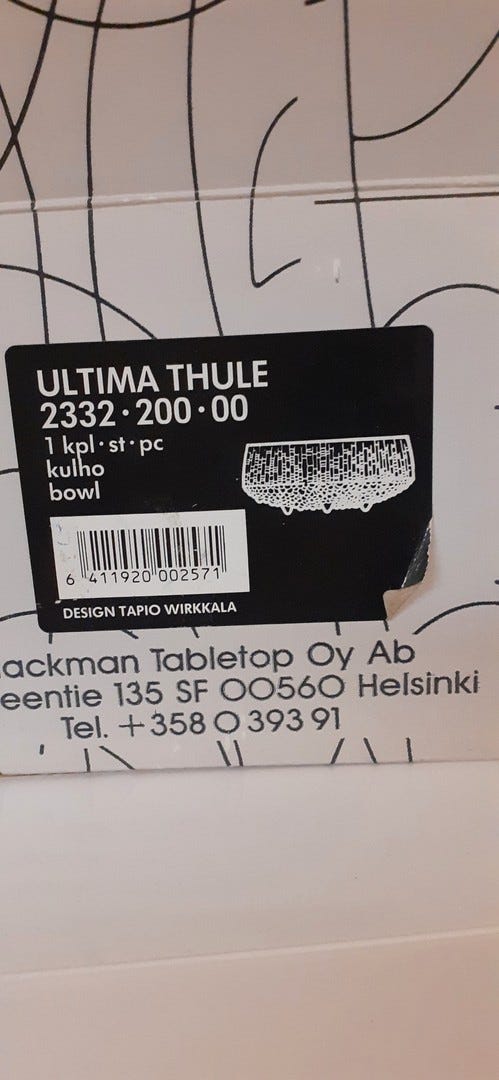 ULTIMA THULE
2332·200·00
1 kpl·st·pc
kulho
bowl
6 411920 002571
DESIGN TAPIO WIRKKALA
ackman Tabletop Oy Ab
eentie 135 SF 00560 Helsinki
Tel. +358 0 393 91